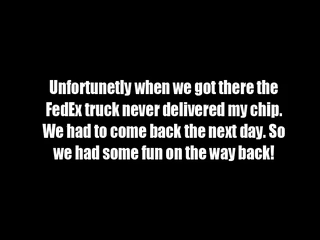 Unfortunetly when we got there the
FedEx truck never delivered my chip.
We had to come back the next day. So
we had some fun on the way back!